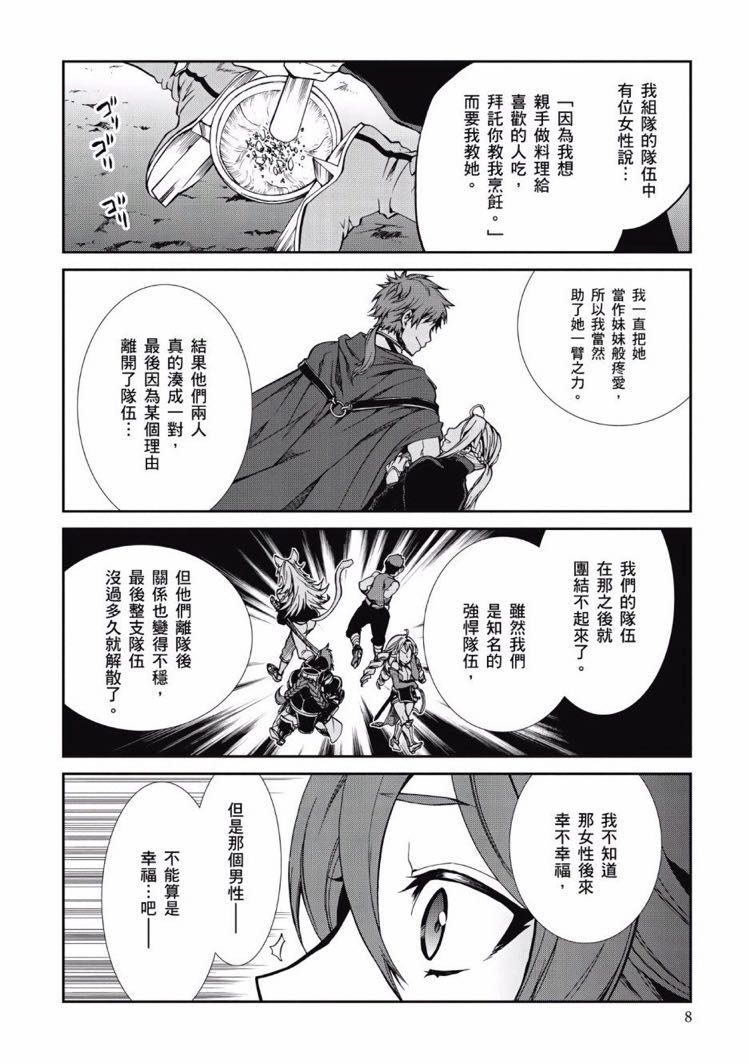 我組隊的隊伍中
有位女性說…
「因為我想
親手做料理給
喜歡的人吃，
拜託你教我烹飪。」
而要我教她。
ゴリ
ゴリ
我一直把她
當作妹妹般疼愛，
所以我當然
助了她一臂之力。
結果他們兩人
真的湊成一對，
最後因為某個理由
離開了隊伍…
我們的隊伍
在那之後就
團結不起來了。
雖然我們
是知名的
強悍隊伍，
但他們離隊後
關係也變得不穩，
最後整支隊伍
沒過多久就解散了。
我不知道
那女性後來
幸不幸福，
但是那個男性──
不能算是
幸福…吧──
8